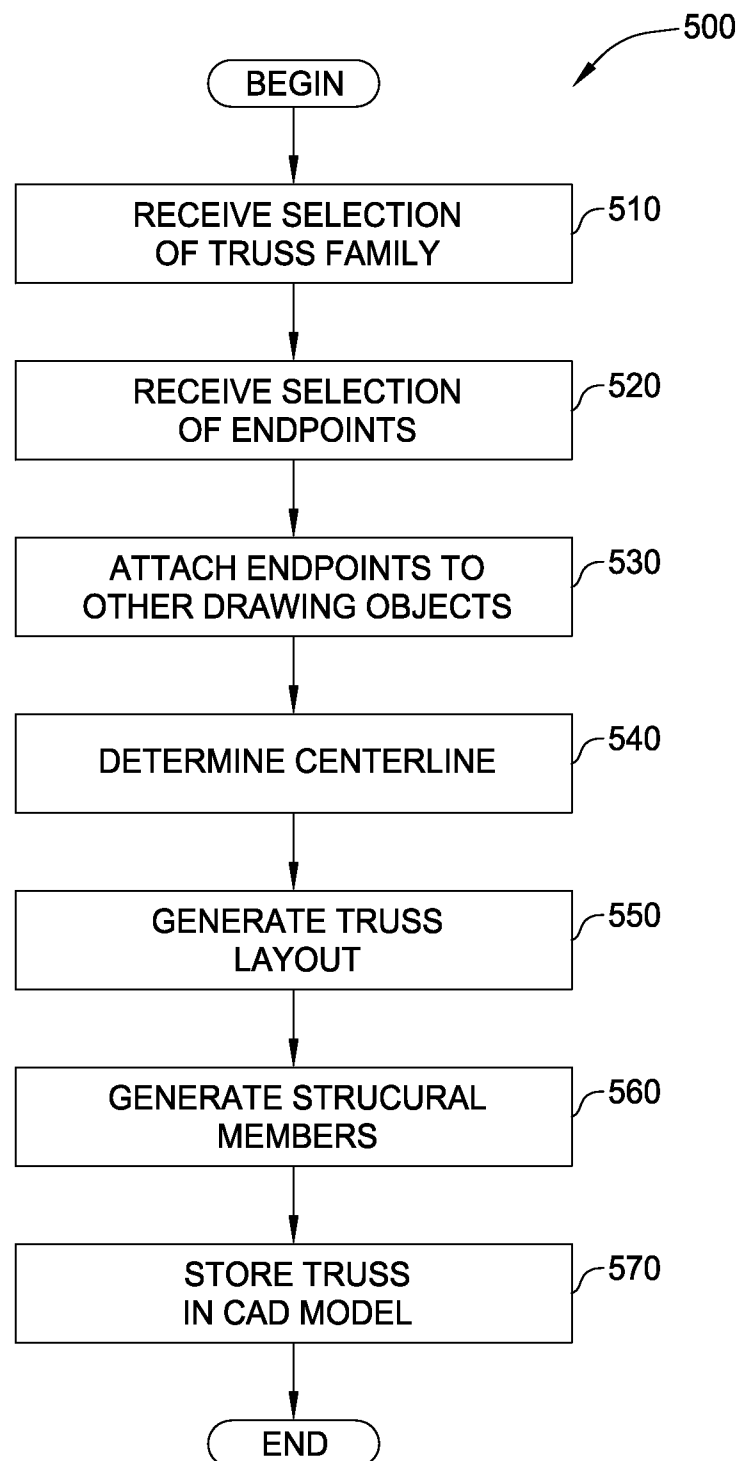 500
BEGIN
RECEIVE SELECTION
OF TRUSS FAMILY
510
RECEIVE SELECTION
OF ENDPOINTS
520
ATTACH ENDPOINTS TO
OTHER DRAWING OBJECTS
530
DETERMINE CENTERLINE
540
GENERATE TRUSS
LAYOUT
550
GENERATE STRUCURAL
MEMBERS
560
STORE TRUSS
IN CAD MODEL
570
END